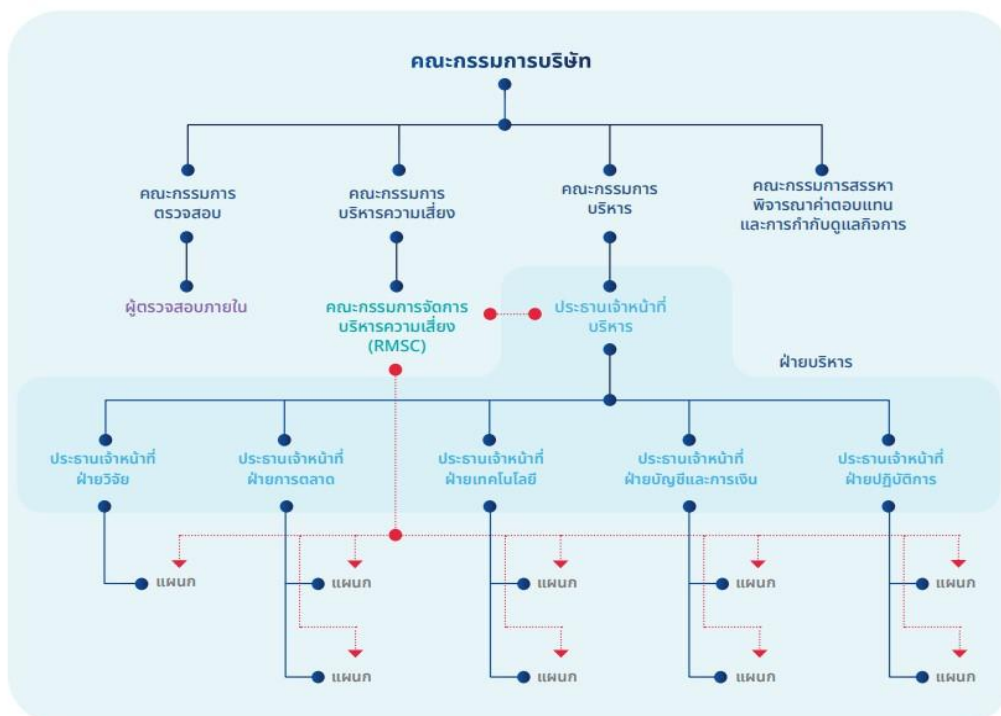 คณะกรรมการบริษัท
คณะกรรมการ
ตรวจสอบ
คณะกรรมการ
บริหารความเสี่ยง
คณะกรรมการ
บริหาร
คณะกรรมการสรรหา
พิจารณาค่าตอบแทน
และการกำกับดูแลกิจการ
ผู้ตรวจสอบภายใน
คณะกรรมการจัดการ
บริหารความเสี่ยง
(RMSC)
ประธานเจ้าหน้าที่
บริหาร
ฝ่ายบริหาร
ประธานเจ้าหน้าที่
ฝ่ายวิจัย
ประธานเจ้าหน้าที่
ฝ่ายการตลาด
ประธานเจ้าหน้าที่
ฝ่ายเทคโนโลยี
ประธานเจ้าหน้าที่
ฝ่ายบัญชีและการเงิน
ประธานเจ้าหน้าที่
ฝ่ายปฏิบัติการ
แผนก
แผนก
แผนก
แผนก
แผนก
แผนก
แผนก
แผนก
แผนก